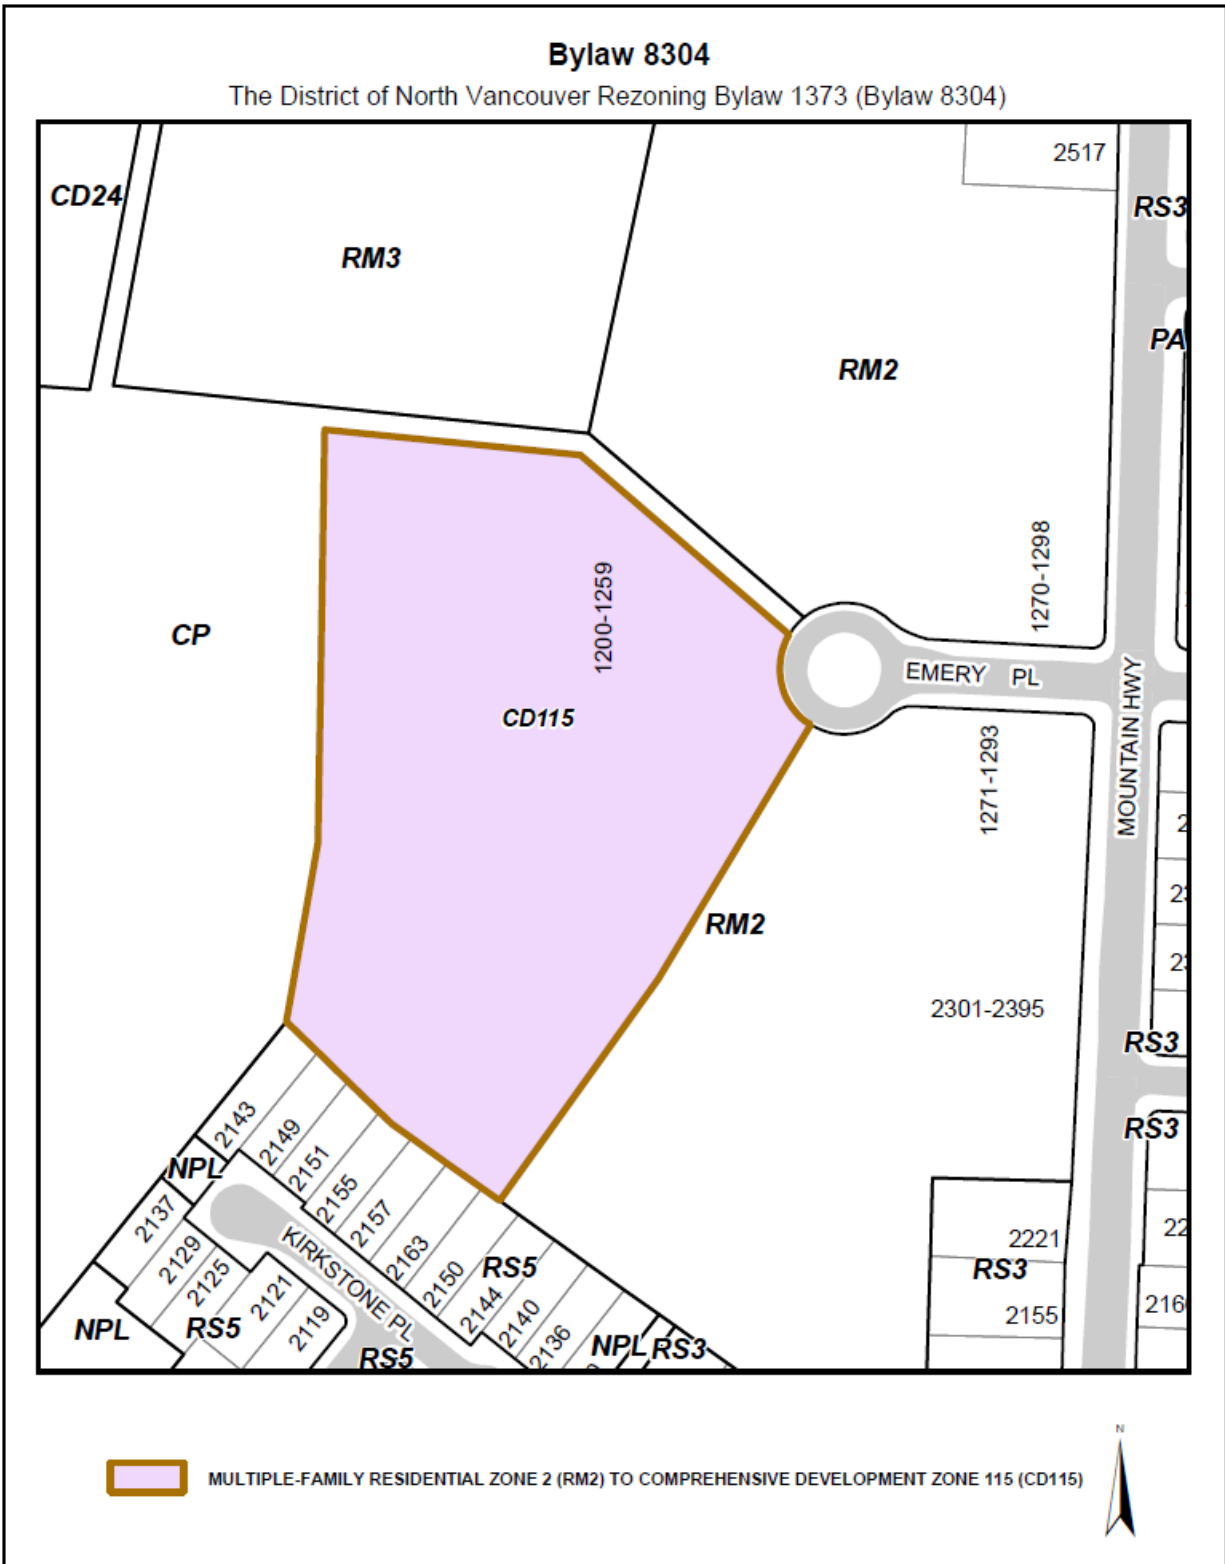 Bylaw 8304
The District of North Vancouver Rezoning Bylaw 1373 (Bylaw 8304)
2517
CD24
RS3
RM3
PA
RM2
1270-1298
1200-1259
CP
EMERY PL
MOUNTAIN HWY
CD115
1271-1293
RM2
2301-2395
RS3
2143
2149
2151
2155
2157
2163
2150
2144
2140
2136
RS3
NPL
2137
2129
2125
2121
2119
KIRKSTONE PL
RS5
2221
RS3
2155
22
2160
NPL
RS5
RS5
NPL
RS3
N
MULTIPLE-FAMILY RESIDENTIAL ZONE 2 (RM2) TO COMPREHENSIVE DEVELOPMENT ZONE 115 (CD115)